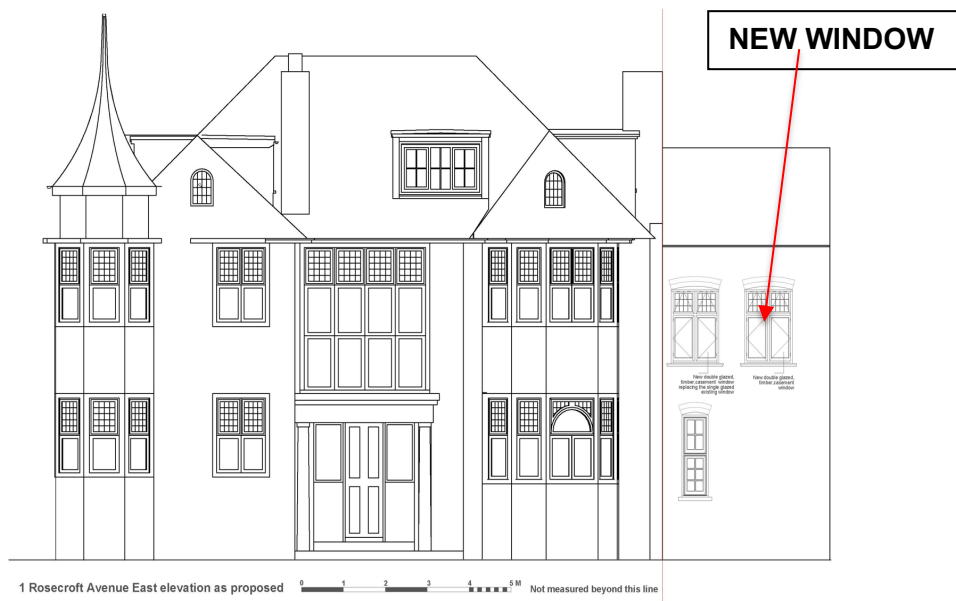 NEW WINDOW
New double glazed,
timber,casement window
replacing the single glazed
existing window
New double glazed,
timber,casement
window
1 Rosecroft Avenue East elevation as proposed
0 1 2 3 4 5 M
Not measured beyond this line